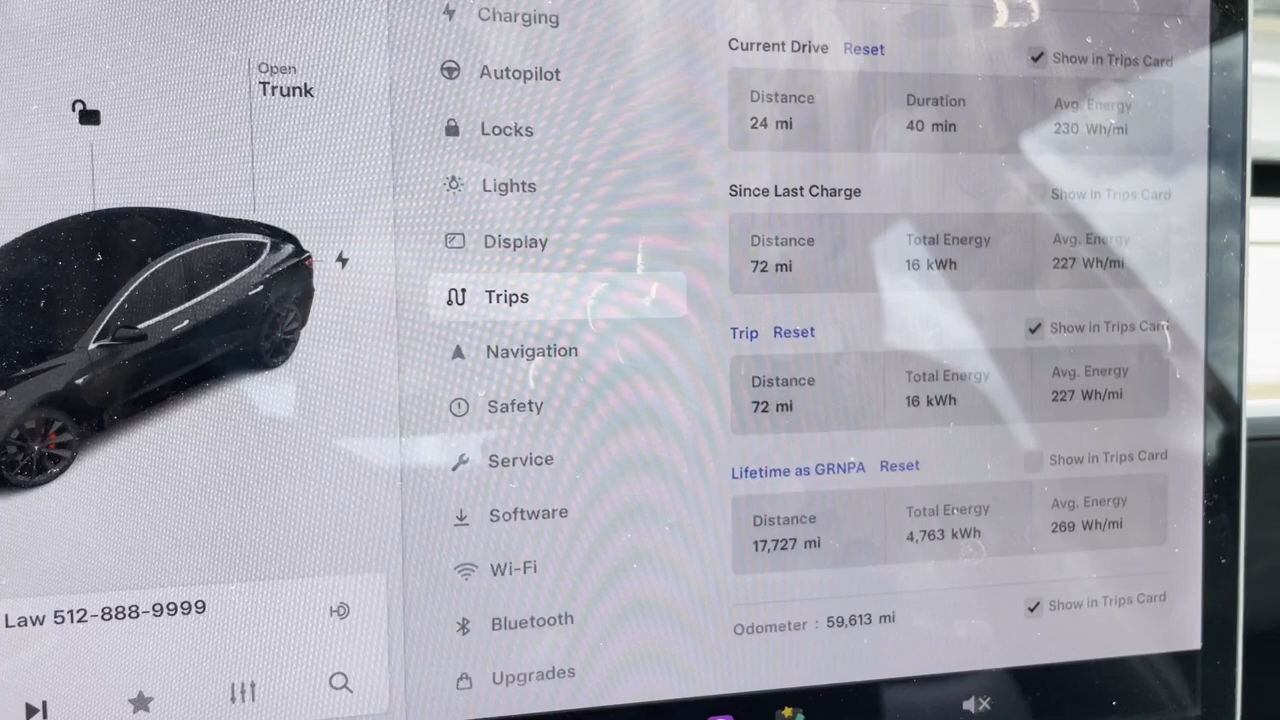 Open
Trunk
Law 512-888-9999
Charging
Autopilot
Locks
Lights
Display
Trips
Navigation
Safety
Service
Software
Wi-Fi
Bluetooth
Upgrades
Current Drive Reset
Show in Trips Card
Distance Duration Avg. Energy
24 mi 40 min 230 Wh/mi
Since Last Charge
Show in Trips Card
Distance Total Energy Avg. Energy
72 mi 16 kWh 227 Wh/mi
Trip Reset
Show in Trips Card
Distance Total Energy Avg. Energy
72 mi 16 kWh 227 Wh/mi
Lifetime as GRNPA Reset
Show in Trips Card
Distance Total Energy Avg. Energy
17,727 mi 4,763 kWh 269 Wh/mi
Odometer : 59,613 mi
Show in Trips Card